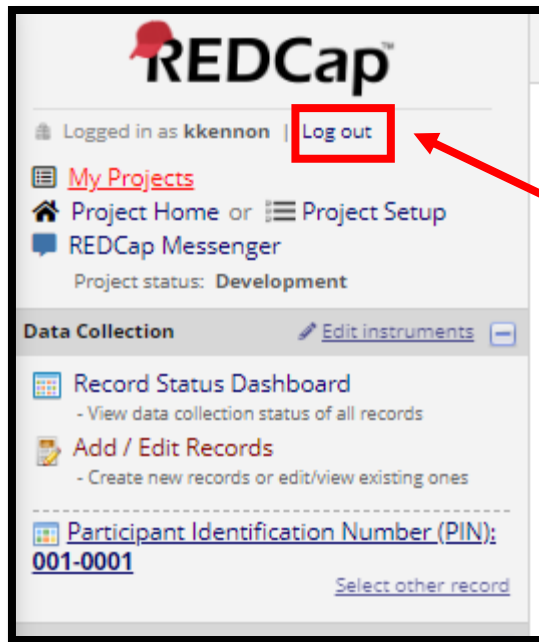 REDCap™
Logged in as kkennon | Log out
My Projects
Project Home or Project Setup
REDCap Messenger
Project status: Development
Data Collection Edit instruments
Record Status Dashboard
- View data collection status of all records
Add / Edit Records
- Create new records or edit/view existing ones
Participant Identification Number (PIN):
001-0001
Select other record